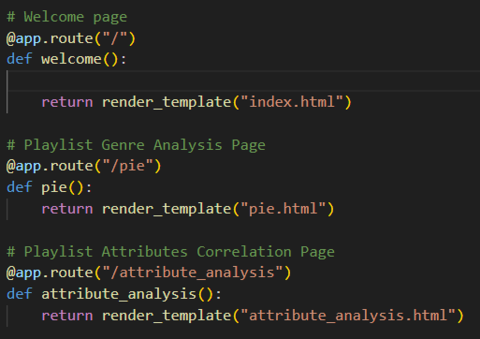 # Welcome page
@app.route("/")
def welcome():
    return render_template("index.html")
# Playlist Genre Analysis Page
@app.route("/pie")
def pie():
    return render_template("pie.html")
# Playlist Attributes Correlation Page
@app.route("/attribute_analysis")
def attribute_analysis():
    return render_template("attribute_analysis.html")